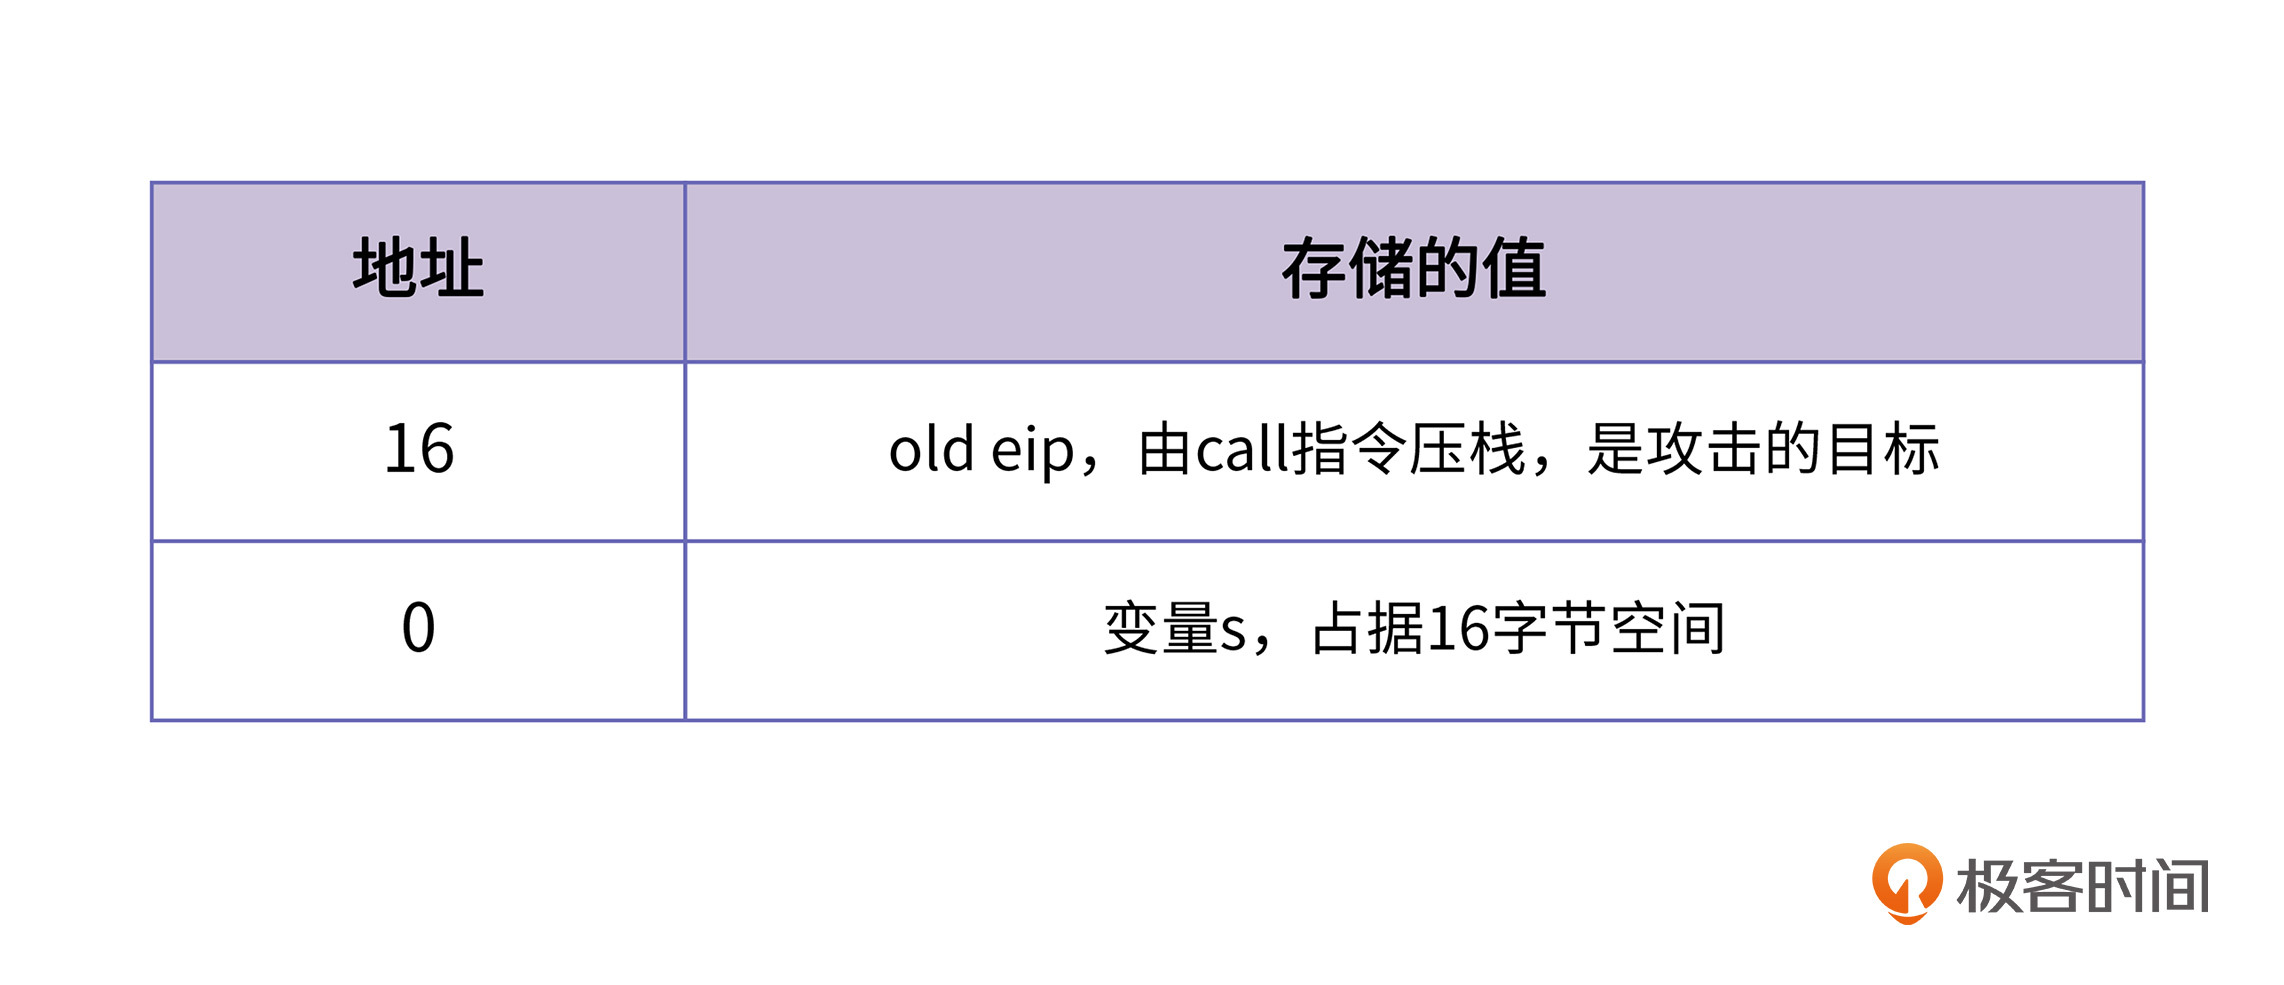 地址 存储的值
16 old eip，由call指令压栈，是攻击的目标
0 变量s，占据16字节空间
极客时间